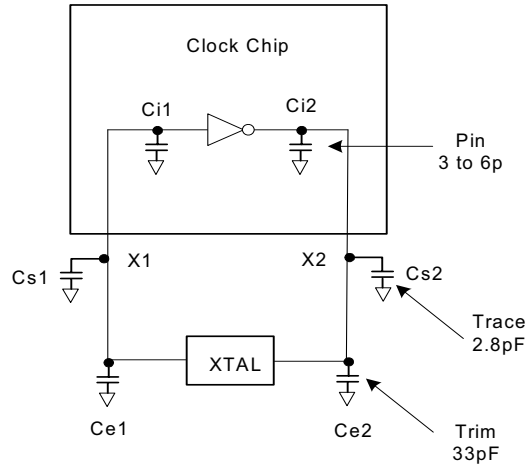 Clock Chip
Ci1
Ci2
Pin
3 to 6p
X1
X2
Cs1
Cs2
Trace
2.8pF
XTAL
Ce1
Ce2
Trim
33pF